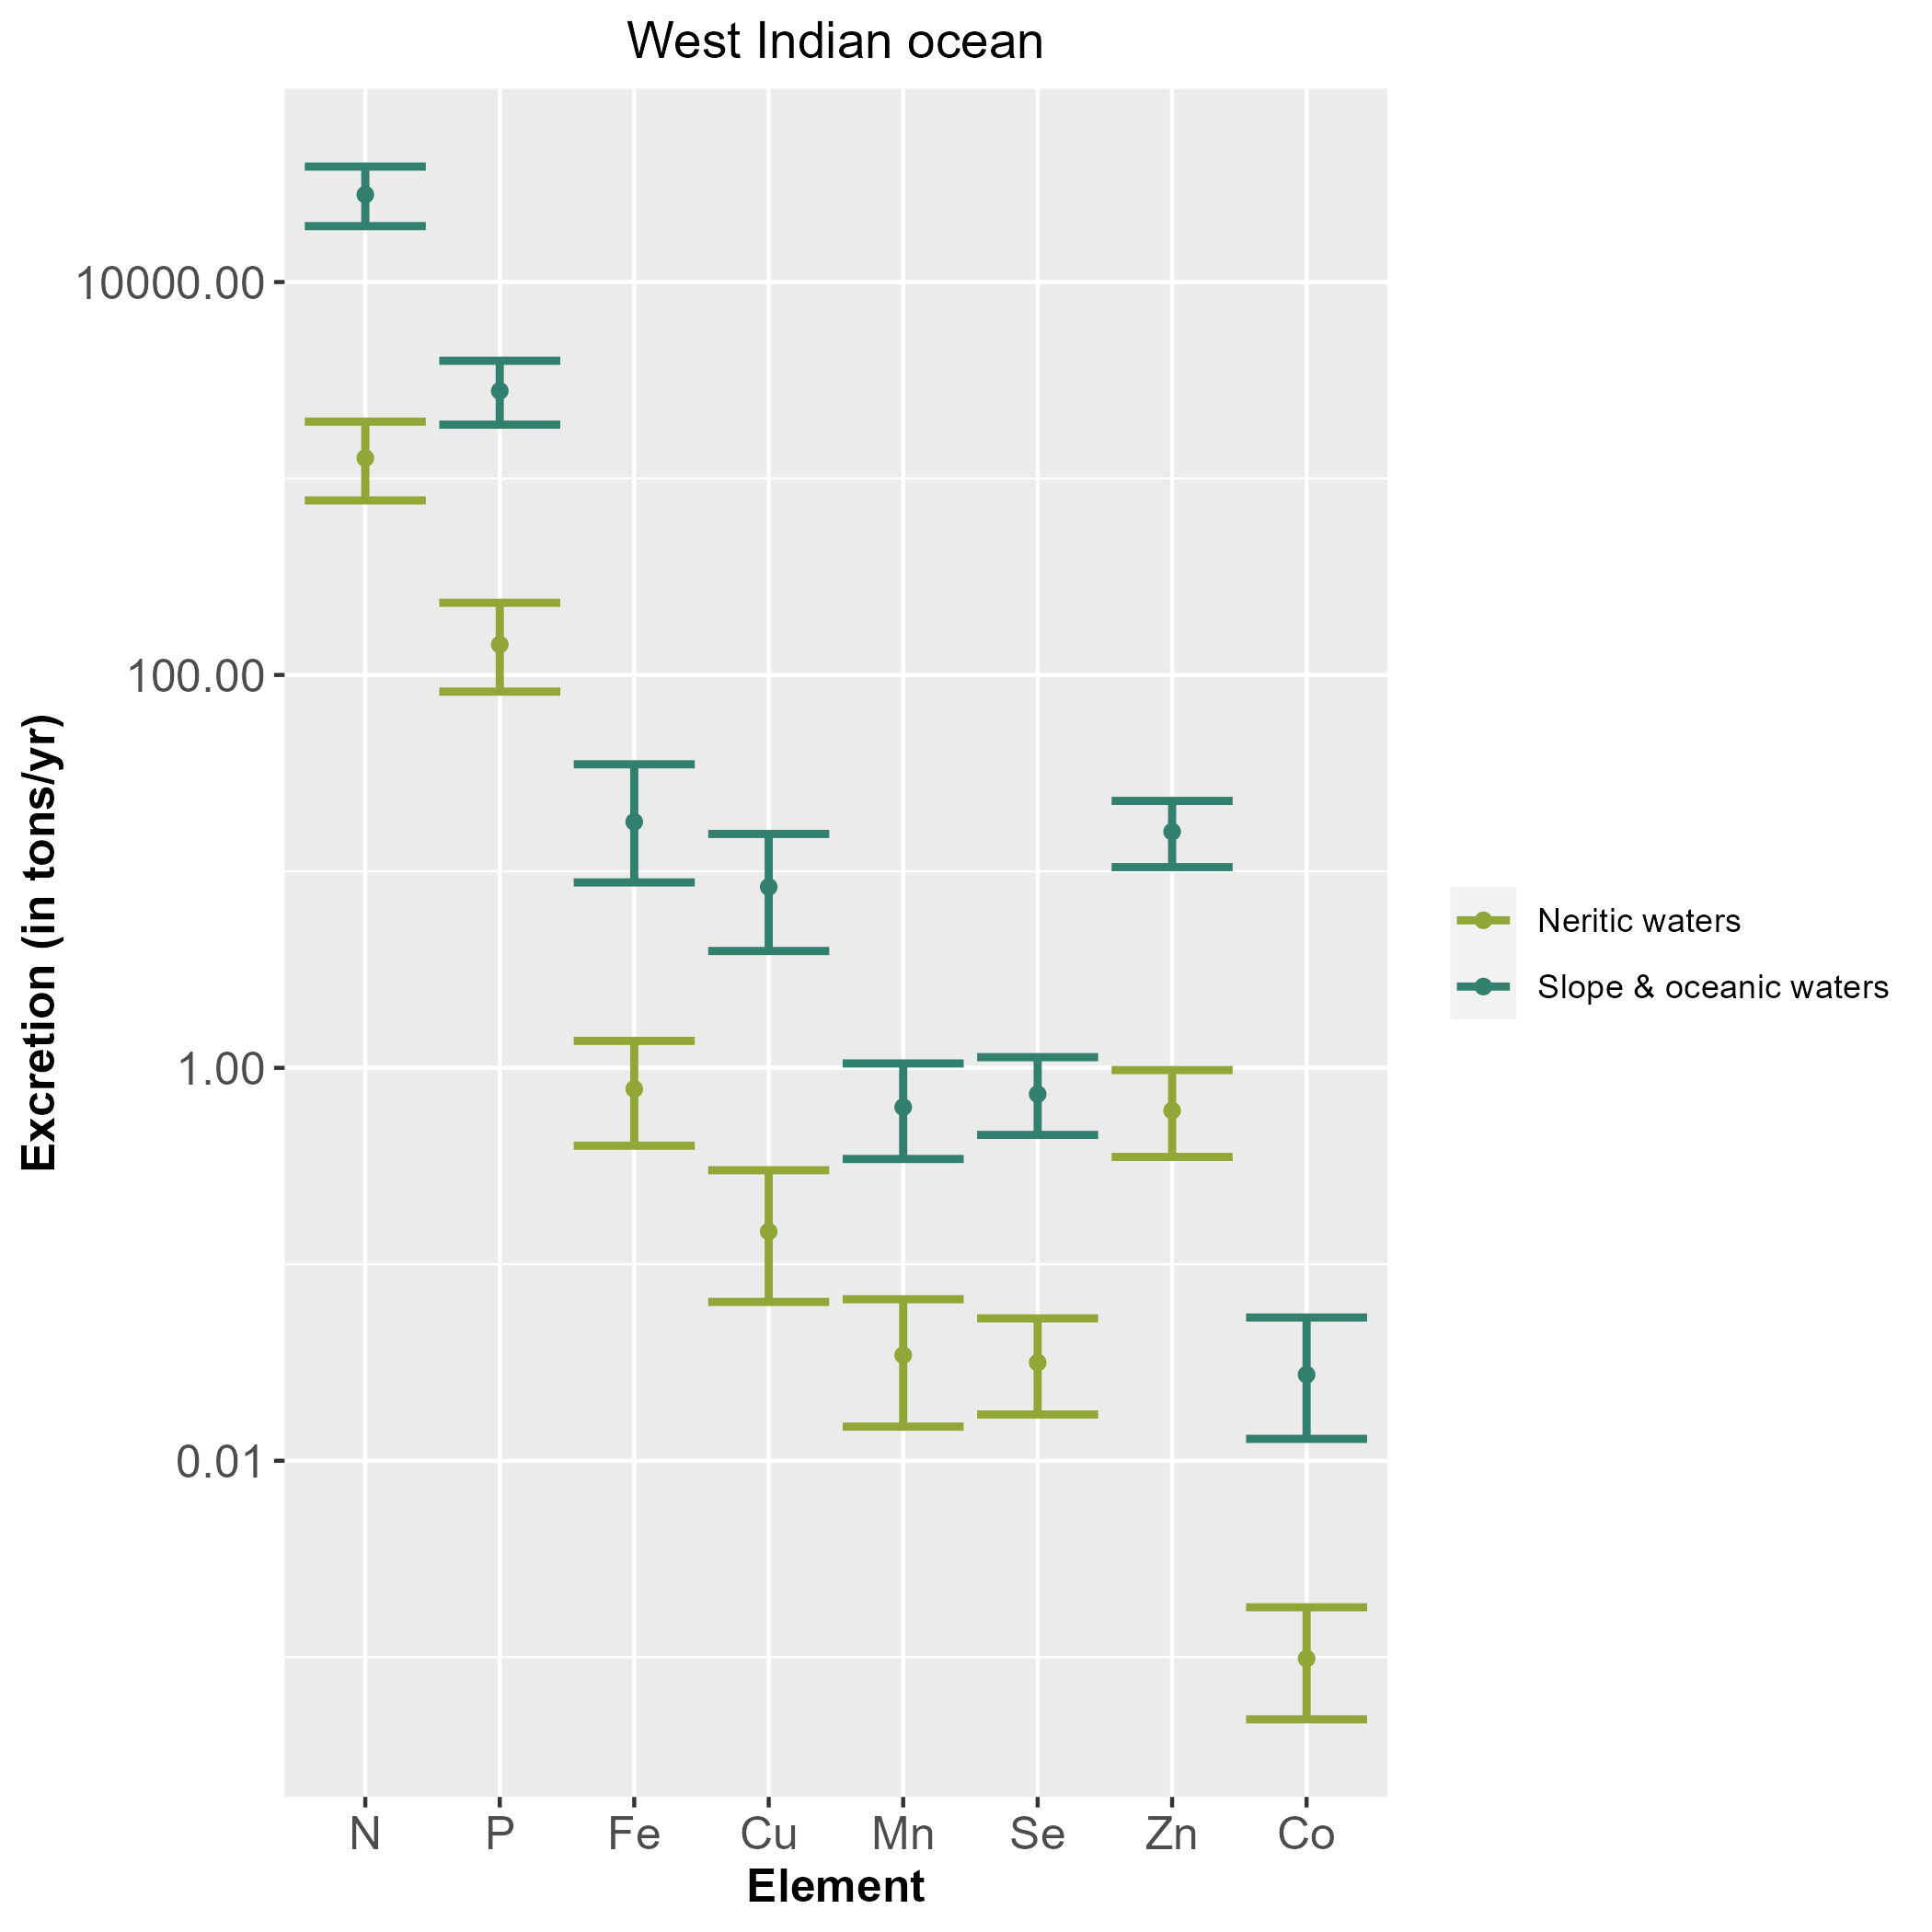 West Indian ocean
10000.00
100.00
1.00
0.01
Excretion (in tons/yr)
N P Fe Cu Mn Se Zn Co
Element
Neritic waters
Slope & oceanic waters